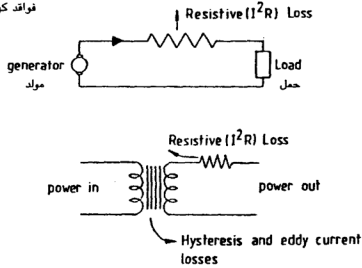 فواقد
Resistive (I²R) Loss
generator
مولد
Load
حمل
Resistive (I²R) Loss
power in
power out
Hysteresis and eddy current
losses